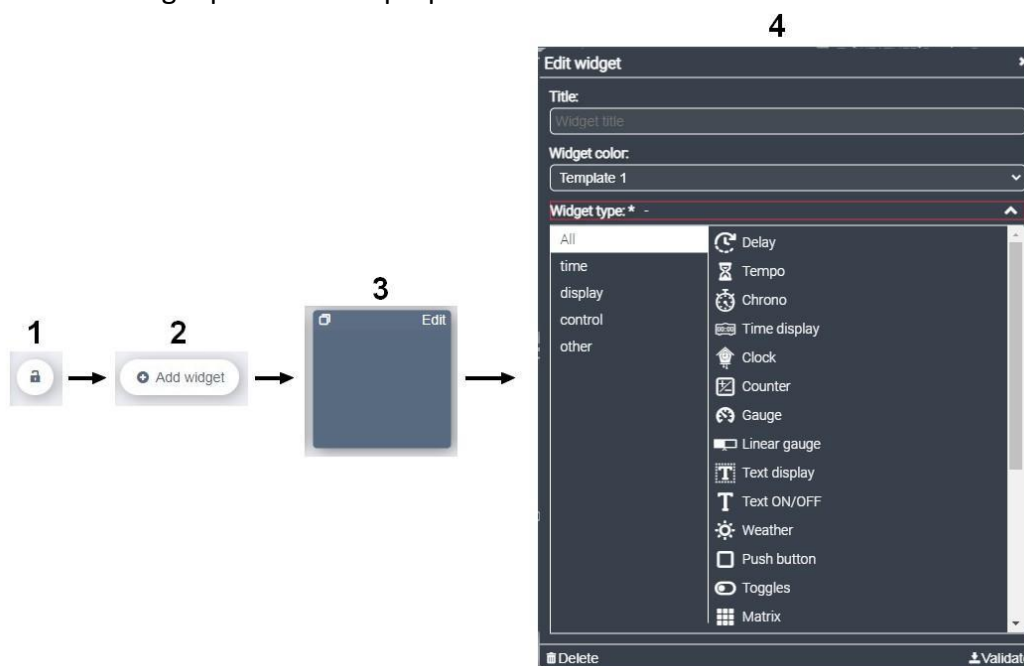 4
Edit widget
Title:
Widget title
Widget color:
Template 1
Widget type: * -
All
time
display
control
other
Delay
Tempo
Chrono
Time display
Clock
Counter
Gauge
Linear gauge
Text display
Text ON/OFF
Weather
Push button
Toggles
Matrix
Delete
1
2
Add widget
3
Edit